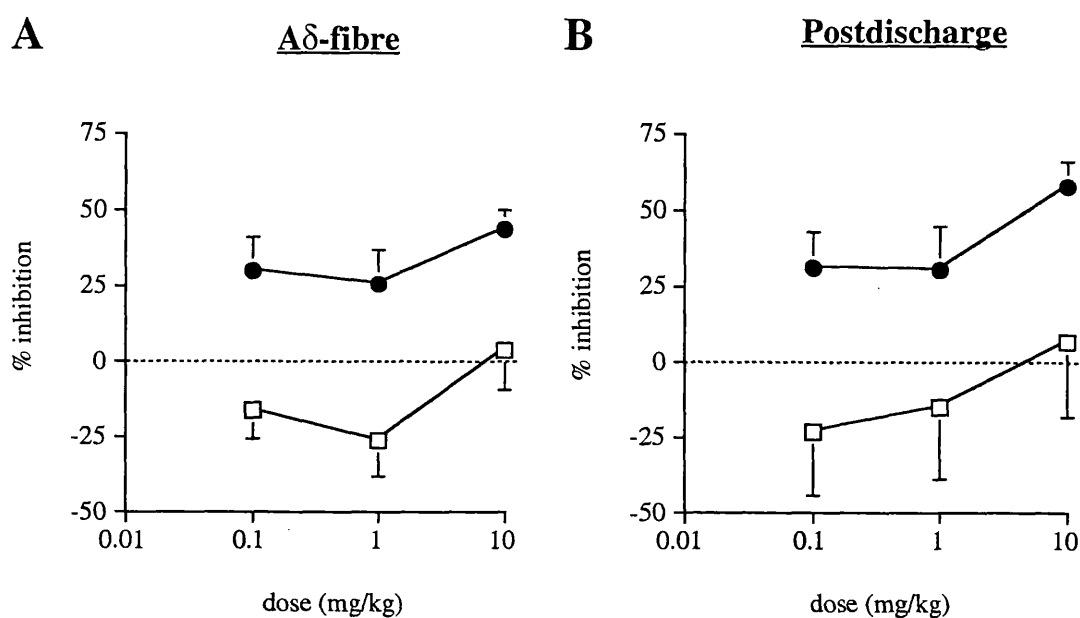 A
Aδ-fibre
75
50
25
0
-25
-50
0.01
0.1
1
10
% inhibition
dose (mg/kg)
B
Postdischarge
75
50
25
0
-25
-50
0.01
0.1
1
10
% inhibition
dose (mg/kg)